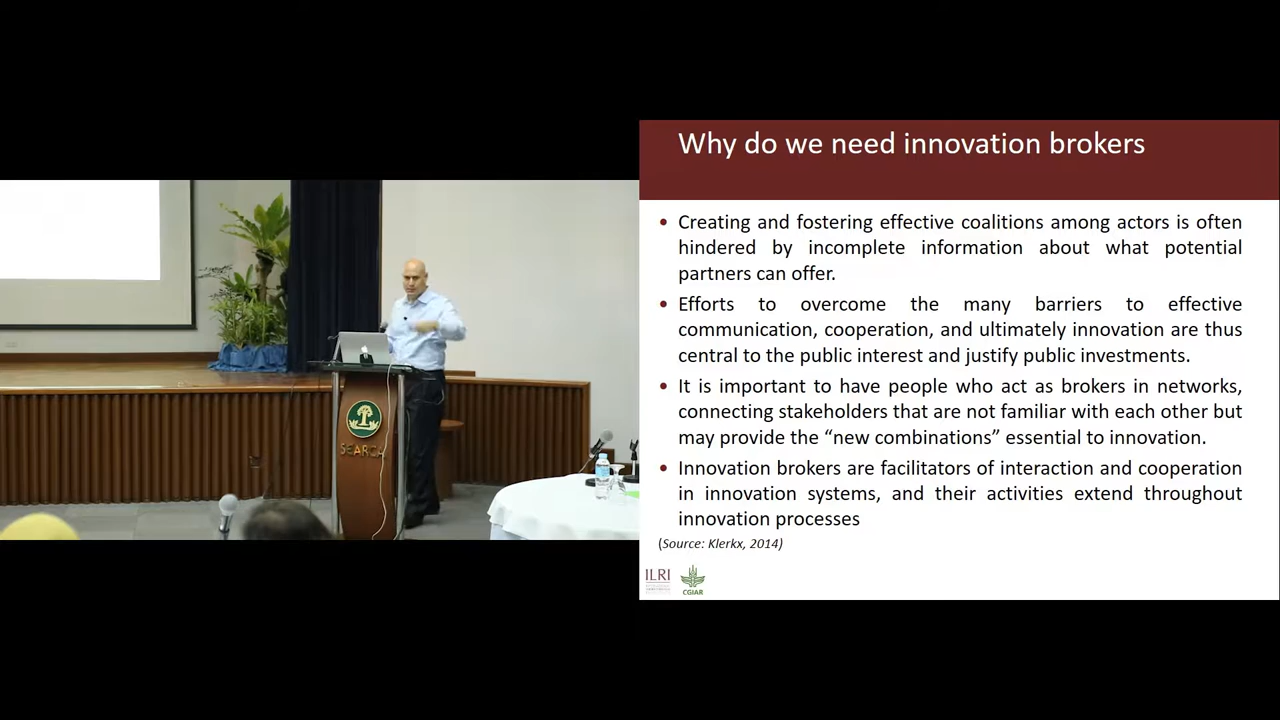 Why do we need innovation brokers
• Creating and fostering effective coalitions among actors is often
hindered by incomplete information about what potential
partners can offer.
• Efforts to overcome the many barriers to effective
communication, cooperation, and ultimately innovation are thus
central to the public interest and justify public investments.
• It is important to have people who act as brokers in networks,
connecting stakeholders that are not familiar with each other but
may provide the “new combinations” essential to innovation.
• Innovation brokers are facilitators of interaction and cooperation
in innovation systems, and their activities extend throughout
innovation processes
(Source: Klerkx, 2014)
ILRI
CGIAR
SEARCA